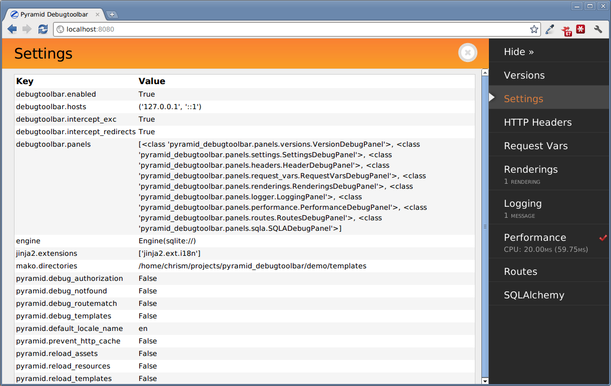 Pyramid Debugtoolbar
localhost:8080
Settings
Key Value
debugtoolbar.enabled True
debugtoolbar.hosts ('127.0.0.1', '::1')
debugtoolbar.intercept_exc True
debugtoolbar.intercept_redirects True
debugtoolbar.panels [<class 'pyramid_debugtoolbar.panels.versions.VersionDebugPanel'>, <class
'pyramid_debugtoolbar.panels.settings.SettingsDebugPanel'>, <class
'pyramid_debugtoolbar.panels.headers.HeaderDebugPanel'>, <class
'pyramid_debugtoolbar.panels.request_vars.RequestVarsDebugPanel'>, <class
'pyramid_debugtoolbar.panels.renderings.RenderingsDebugPanel'>, <class
'pyramid_debugtoolbar.panels.logger.LoggingPanel'>, <class
'pyramid_debugtoolbar.panels.performance.PerformanceDebugPanel'>, <class
'pyramid_debugtoolbar.panels.routes.RoutesDebugPanel'>, <class
'pyramid_debugtoolbar.panels.sqla.SQLADebugPanel'>]
engine Engine(sqlite://)
jinja2.extensions ['jinja2.ext.i18n']
mako.directories /home/chrism/projects/pyramid_debugtoolbar/demo/templates
pyramid.debug_authorization False
pyramid.debug_notfound False
pyramid.debug_routematch False
pyramid.debug_templates False
pyramid.default_locale_name en
pyramid.prevent_http_cache False
pyramid.reload_assets False
pyramid.reload_resources False
pyramid.reload_templates False
Hide »
Versions
Settings
HTTP Headers
Request Vars
Renderings
1 RENDERING
Logging
1 MESSAGE
Performance
CPU: 20.00MS (59.75MS)
Routes
SQLAlchemy